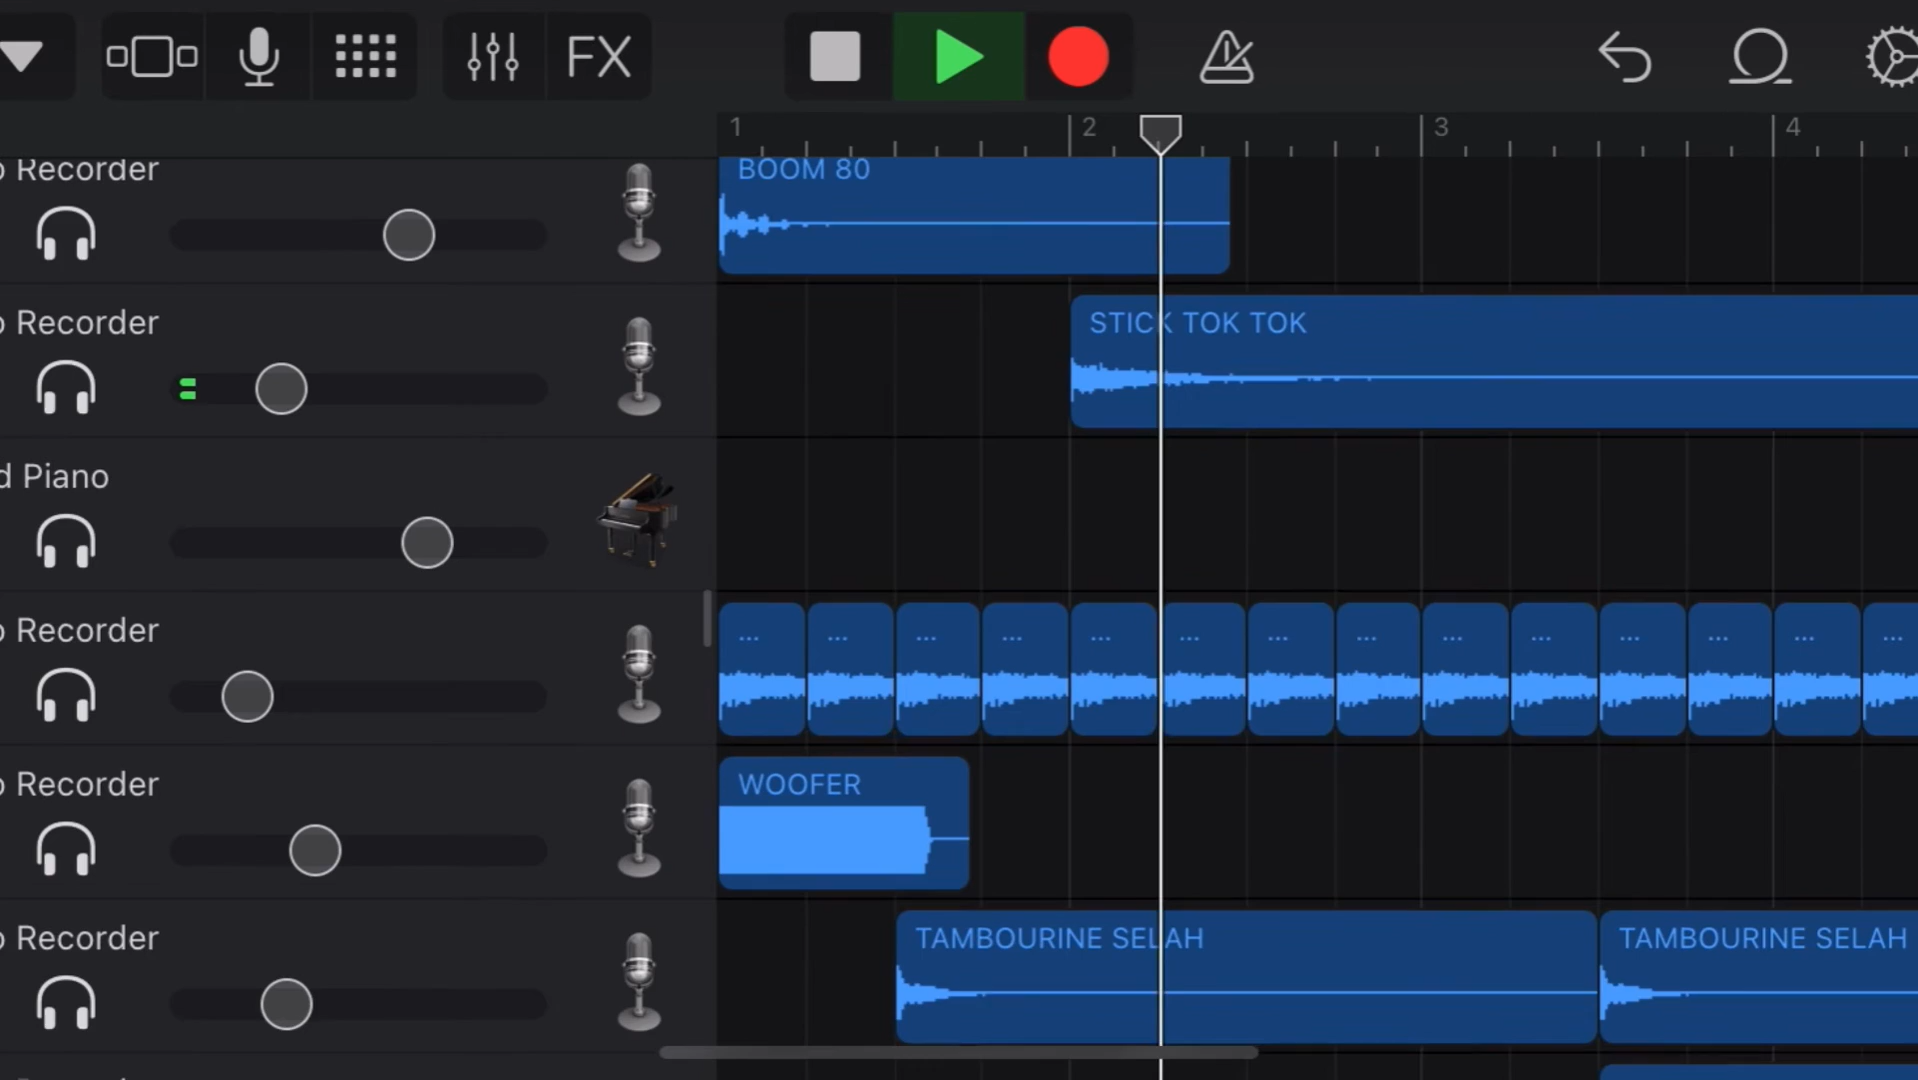 FX
1
2
3
4
o Recorder
BOOM 80
o Recorder
STICK TOK TOK
d Piano
o Recorder
... ... ... ... ... ... ... ... ... ... ... ... ... ...
o Recorder
WOOFER
o Recorder
TAMBOURINE SELAH
TAMBOURINE SELAH